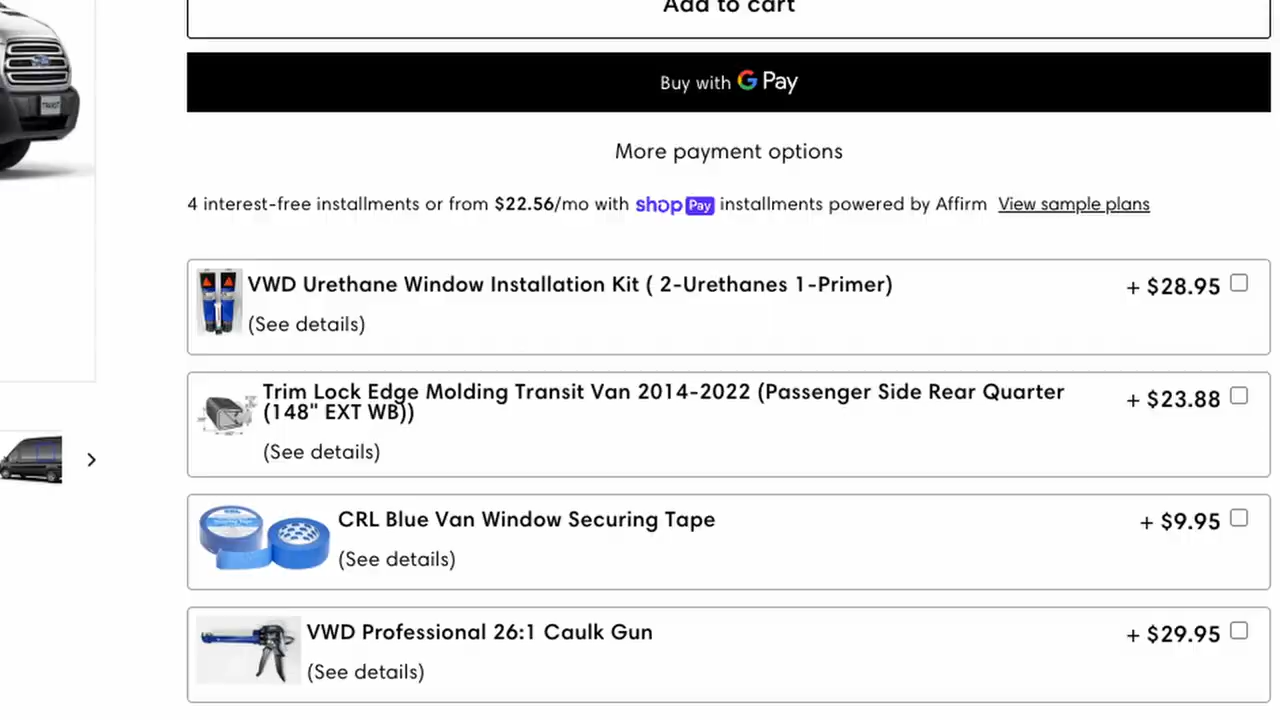 Add to cart
Buy with G Pay
More payment options
4 interest-free installments or from $22.56/mo with shop Pay installments powered by Affirm View sample plans
VWD Urethane Window Installation Kit ( 2-Urethanes 1-Primer)
+ $28.95
(See details)
Trim Lock Edge Molding Transit Van 2014-2022 (Passenger Side Rear Quarter
(148" EXT WB))
+ $23.88
(See details)
CRL Blue Van Window Securing Tape
+ $9.95
(See details)
VWD Professional 26:1 Caulk Gun
+ $29.95
(See details)